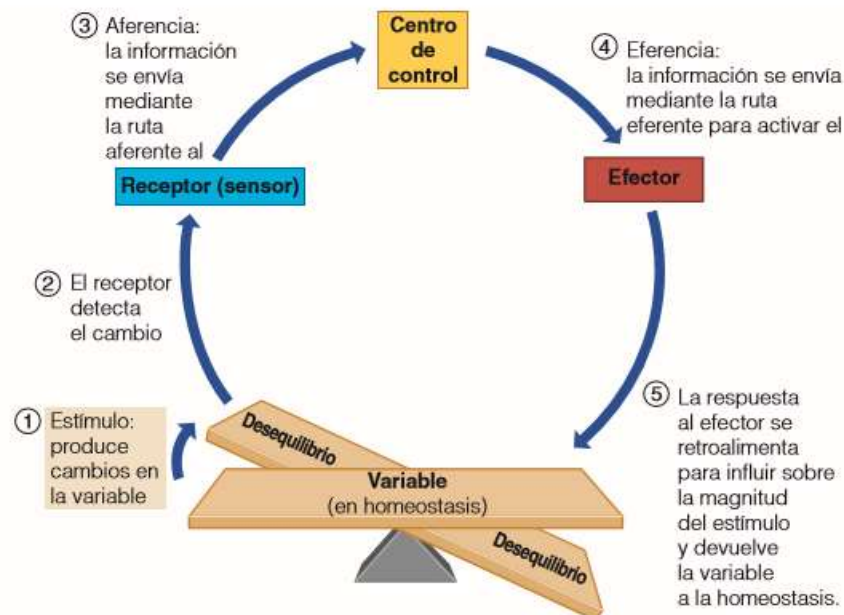 ③ Aferencia:
la información
se envía
mediante
la ruta
aferente al
Centro
de
control
④ Eferencia:
la información se envía
mediante la ruta
eferente para activar el
Receptor (sensor)
Efector
② El receptor
detecta
el cambio
① Estímulo:
produce
cambios en
la variable
Desequilibrio
Variable
(en homeostasis)
Desequilibrio
⑤ La respuesta
al efector se
retroalimenta
para influir sobre
la magnitud
del estímulo
y devuelve
la variable
a la homeostasis.